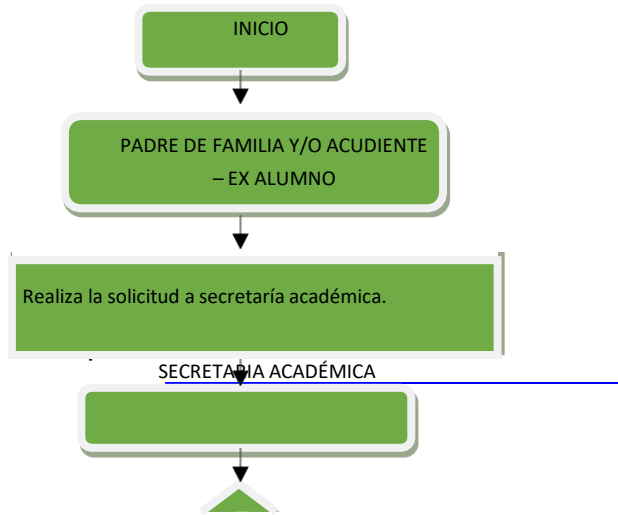 INICIO
PADRE DE FAMILIA Y/O ACUDIENTE
– EX ALUMNO
Realiza la solicitud a secretaría académica.
SECRETARIA ACADÉMICA